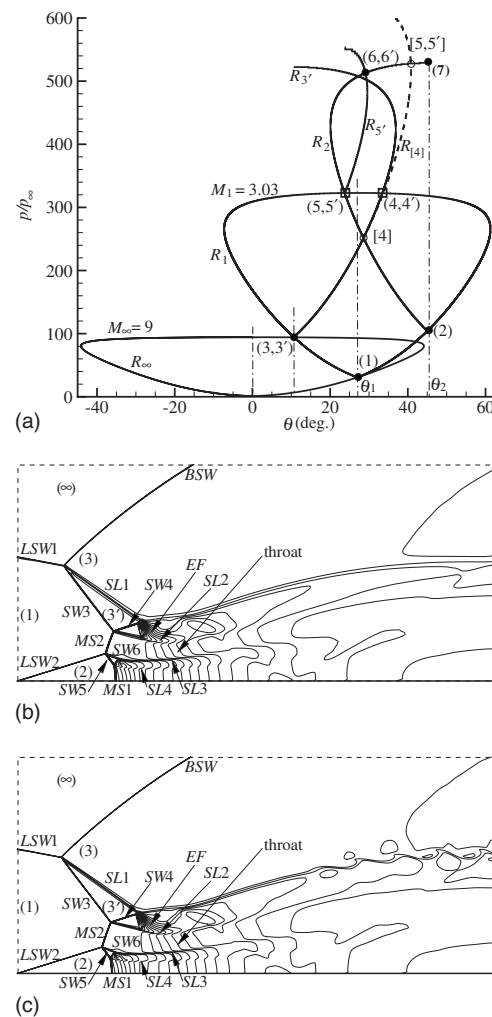 600
500
400
300
200
100
0
p/p∞
-40 -20 0 20 40 60
θ (deg.)
[5,5′]
(6,6′)
(7)
R3′
R2
R5′
R[4]
M1 = 3.03
(5,5′)
(4,4′)
[4]
R1
(2)
M∞ = 9
(3,3′)
(1)
R∞
θ1
θ2
(a)
(∞)
BSW
LSW1
(3)
SL1
SW4
EF
SL2
throat
(1)
SW3
(3′)
MS2
SW6
LSW2
(2)
SW5
MS1
SL4
SL3
(b)
(∞)
BSW
LSW1
(3)
SL1
SW4
EF
SL2
throat
(1)
SW3
(3′)
MS2
SW6
LSW2
(2)
SW5
MS1
SL4
SL3
(c)